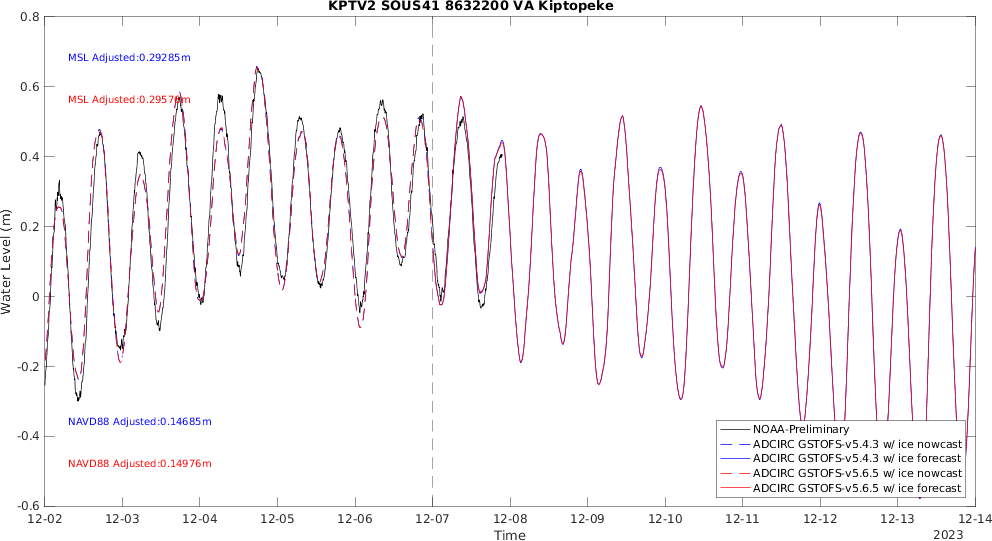 KPTV2 SOUS41 8632200 VA Kiptopeke
0.8
0.6
0.4
0.2
0
-0.2
-0.4
-0.6
Water Level (m)
MSL Adjusted:0.29285m
MSL Adjusted:0.29579m
NAVD88 Adjusted:0.14685m
NAVD88 Adjusted:0.14976m
NOAA-Preliminary
ADCIRC GSTOFS-v5.4.3 w/ ice nowcast
ADCIRC GSTOFS-v5.4.3 w/ ice forecast
ADCIRC GSTOFS-v5.6.5 w/ ice nowcast
ADCIRC GSTOFS-v5.6.5 w/ ice forecast
12-02 12-03 12-04 12-05 12-06 12-07 12-08 12-09 12-10 12-11 12-12 12-13 12-14
Time
2023